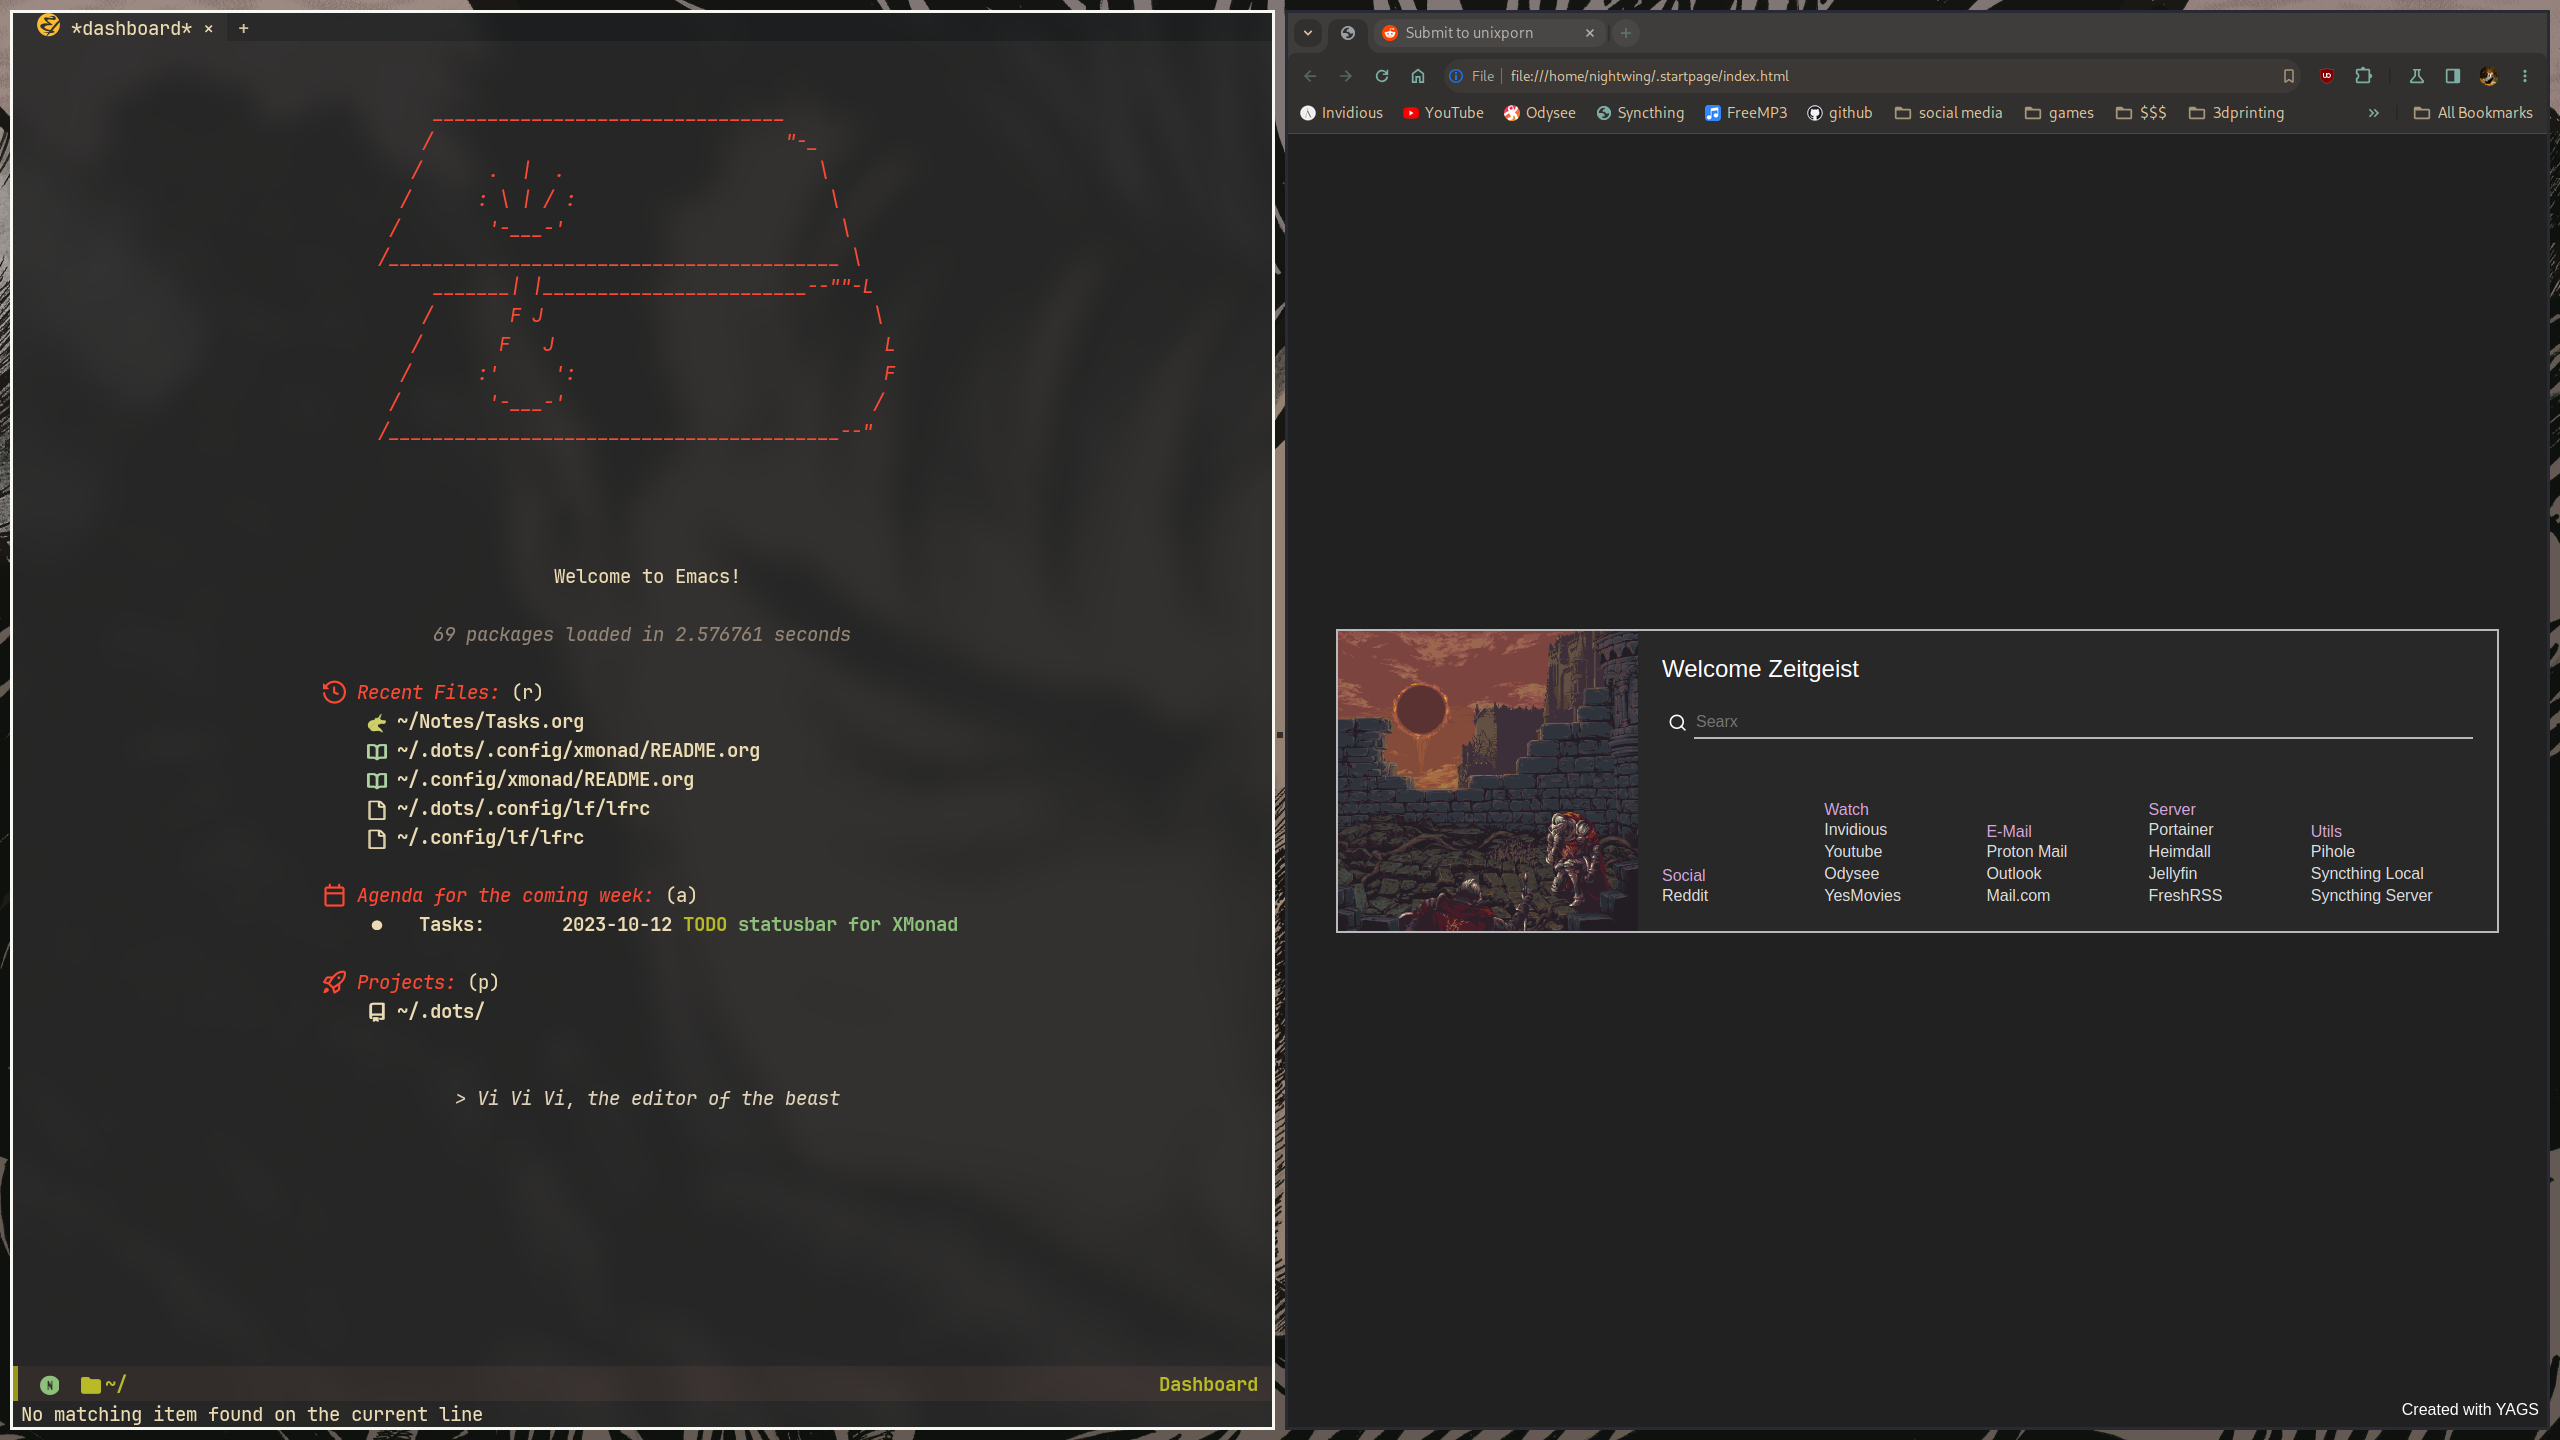 *dashboard* × +
Welcome to Emacs!
69 packages loaded in 2.576761 seconds
Recent Files: (r)
~/Notes/Tasks.org
~/.dots/.config/xmonad/README.org
~/.config/xmonad/README.org
~/.dots/.config/lf/lfrc
~/.config/lf/lfrc
Agenda for the coming week: (a)
Tasks: 2023-10-12 TODO statusbar for XMonad
Projects: (p)
~/.dots/
> Vi Vi Vi, the editor of the beast
N ~/ Dashboard
No matching item found on the current line
Submit to unixporn
File file:///home/nightwing/.startpage/index.html
Invidious YouTube Odysee Syncthing FreeMP3 github social media games $$$ 3dprinting » All Bookmarks
Welcome Zeitgeist
Searx
Social
Reddit
Watch
Invidious
Youtube
Odysee
YesMovies
E-Mail
Proton Mail
Outlook
Mail.com
Server
Portainer
Heimdall
Jellyfin
FreshRSS
Utils
Pihole
Syncthing Local
Syncthing Server
Created with YAGS